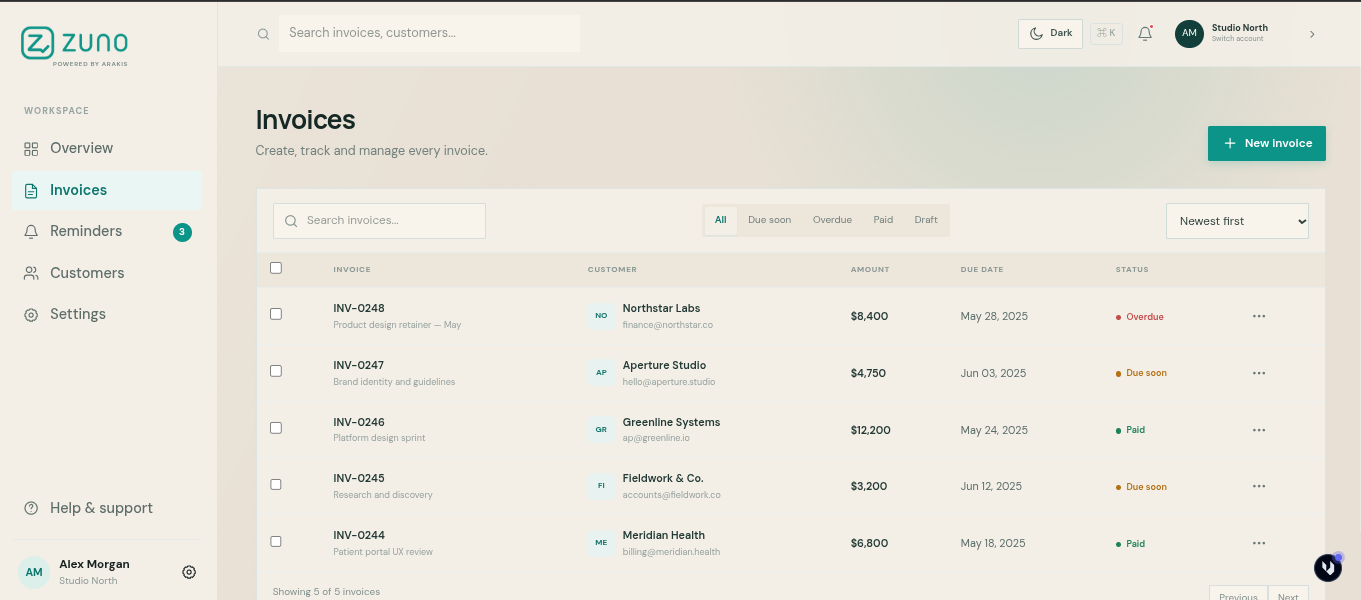 ZUNO
POWERED BY ARAKIS
WORKSPACE
Overview
Invoices
Reminders 3
Customers
Settings
Help & support
AM Alex Morgan
Studio North
Search invoices, customers...
Dark
⌘ K
AM Studio North
Switch account
Invoices
Create, track and manage every invoice.
+ New invoice
Search invoices...
All Due soon Overdue Paid Draft
Newest first
INVOICE CUSTOMER AMOUNT DUE DATE STATUS
INV-0248 NO Northstar Labs $8,400 May 28, 2025 Overdue
Product design retainer — May finance@northstar.co
INV-0247 AP Aperture Studio $4,750 Jun 03, 2025 Due soon
Brand identity and guidelines hello@aperture.studio
INV-0246 GR Greenline Systems $12,200 May 24, 2025 Paid
Platform design sprint ap@greenline.io
INV-0245 FI Fieldwork & Co. $3,200 Jun 12, 2025 Due soon
Research and discovery accounts@fieldwork.co
INV-0244 ME Meridian Health $6,800 May 18, 2025 Paid
Patient portal UX review billing@meridian.health
Showing 5 of 5 invoices
Previous Next